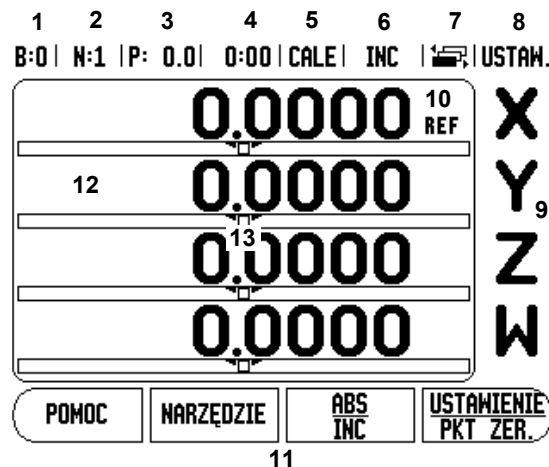 1 2 3 4 5 6 7 8
B:0 | N:1 | P: 0.0 | 0:00 | CALE | INC | | USTAW.
0.0000 10 REF X
12 0.0000 Y 9
13
0.0000 Z
0.0000 W
POMOC NARZĘDZIE ABS INC USTAWIENIE PKT ZER.
11